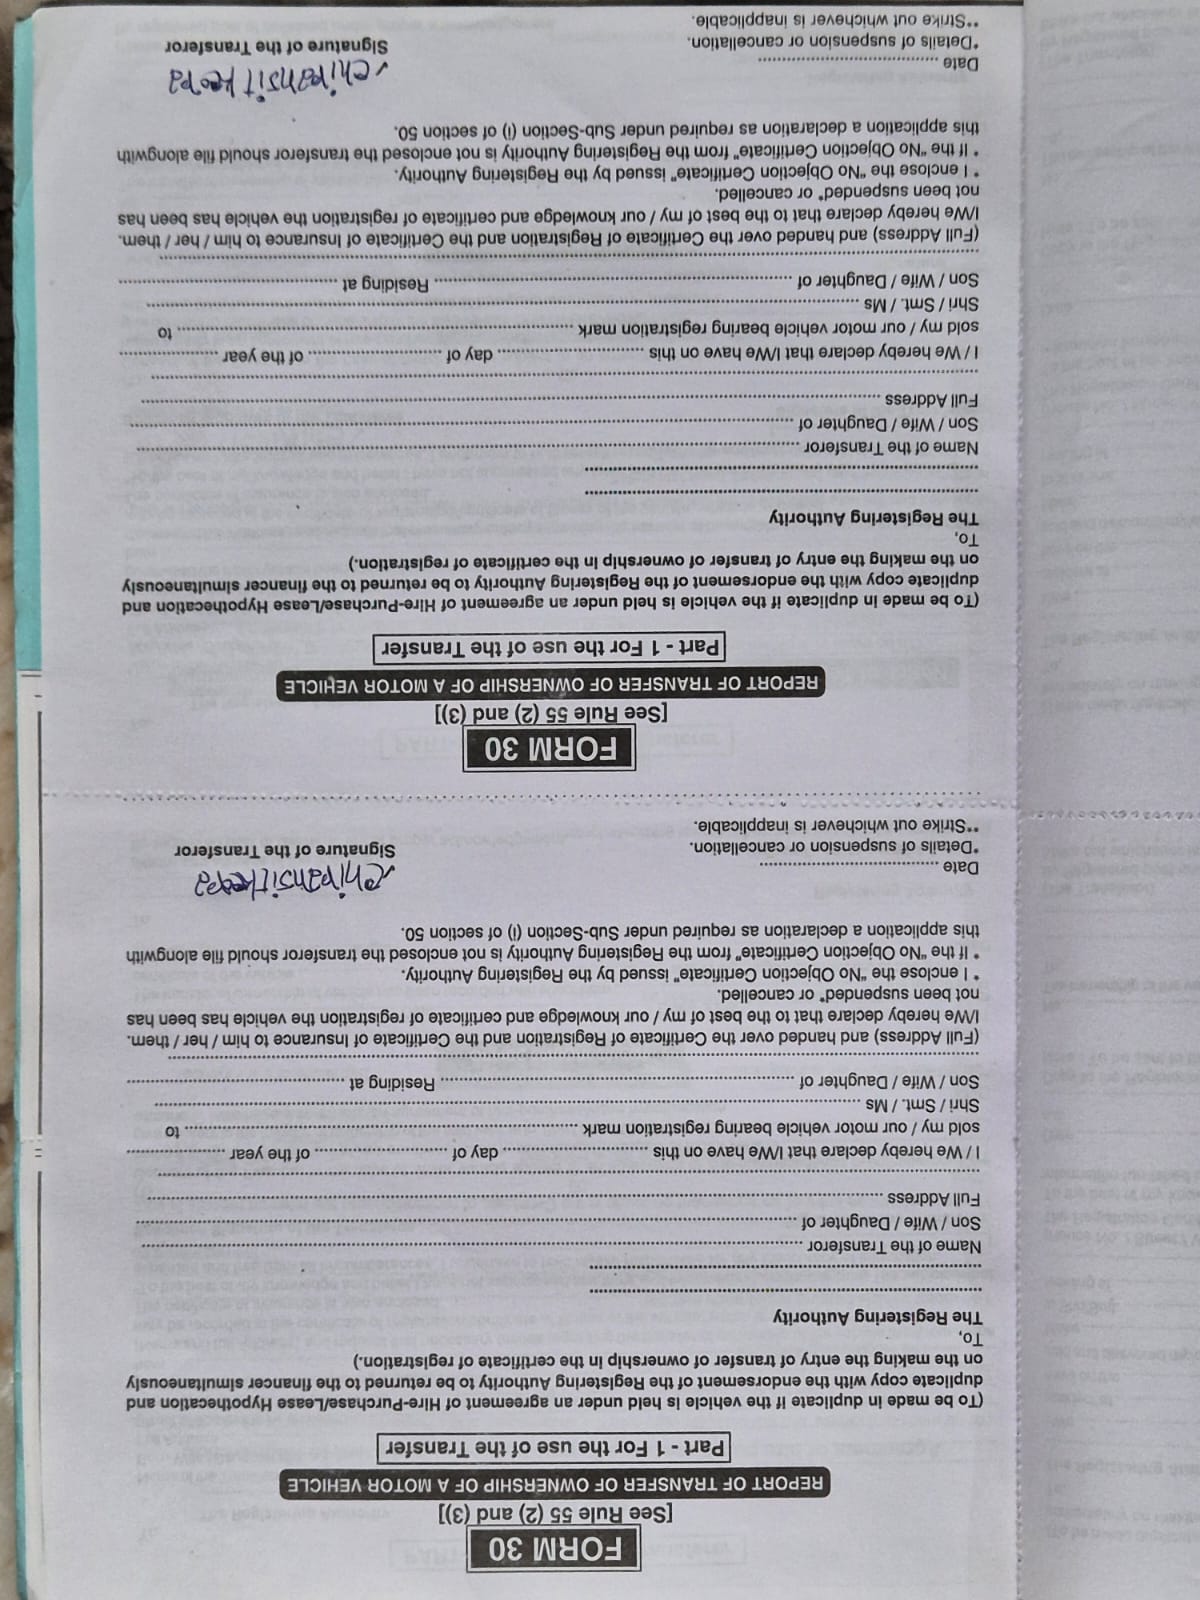 FORM 30
[See Rule 55 (2) and (3)]
REPORT OF TRANSFER OF OWNERSHIP OF A MOTOR VEHICLE
Part - 1 For the use of the Transfer
(To be made in duplicate if the vehicle is held under an agreement of Hire-Purchase/Lease Hypothecation and
duplicate copy with the endorsement of the Registering Authority to be returned to the financer simultaneously
on the making the entry of transfer of ownership in the certificate of registration.)
To,
The Registering Authority
Name of the Transferor
Son / Wife / Daughter of
Full Address
I / We hereby declare that I/We have on this day of of the year
sold my / our motor vehicle bearing registration mark to
Shri / Smt. / Ms
Son / Wife / Daughter of Residing at
(Full Address) and handed over the Certificate of Registration and the Certificate of Insurance to him / her / them.
I/We hereby declare that to the best of my / our knowledge and certificate of registration the vehicle has been has
not been suspended* or cancelled.
* I enclose the “No Objection Certificate” issued by the Registering Authority.
* If the “No Objection Certificate” from the Registering Authority is not enclosed the transferor should file alongwith
this application a declaration as required under Sub-Section (i) of section 50.
Chiransit Keora
Date
Signature of the Transferor
*Details of suspension or cancellation.
**Strike out whichever is inapplicable.
FORM 30
[See Rule 55 (2) and (3)]
REPORT OF TRANSFER OF OWNERSHIP OF A MOTOR VEHICLE
Part - 1 For the use of the Transfer
(To be made in duplicate if the vehicle is held under an agreement of Hire-Purchase/Lease Hypothecation and
duplicate copy with the endorsement of the Registering Authority to be returned to the financer simultaneously
on the making the entry of transfer of ownership in the certificate of registration.)
To,
The Registering Authority
Name of the Transferor
Son / Wife / Daughter of
Full Address
I / We hereby declare that I/We have on this day of of the year
sold my / our motor vehicle bearing registration mark to
Shri / Smt. / Ms
Son / Wife / Daughter of Residing at
(Full Address) and handed over the Certificate of Registration and the Certificate of Insurance to him / her / them.
I/We hereby declare that to the best of my / our knowledge and certificate of registration the vehicle has been has
not been suspended* or cancelled.
* I enclose the “No Objection Certificate” issued by the Registering Authority.
* If the “No Objection Certificate” from the Registering Authority is not enclosed the transferor should file alongwith
this application a declaration as required under Sub-Section (i) of section 50.
Chiransit Keora
Date
Signature of the Transferor
*Details of suspension or cancellation.
**Strike out whichever is inapplicable.